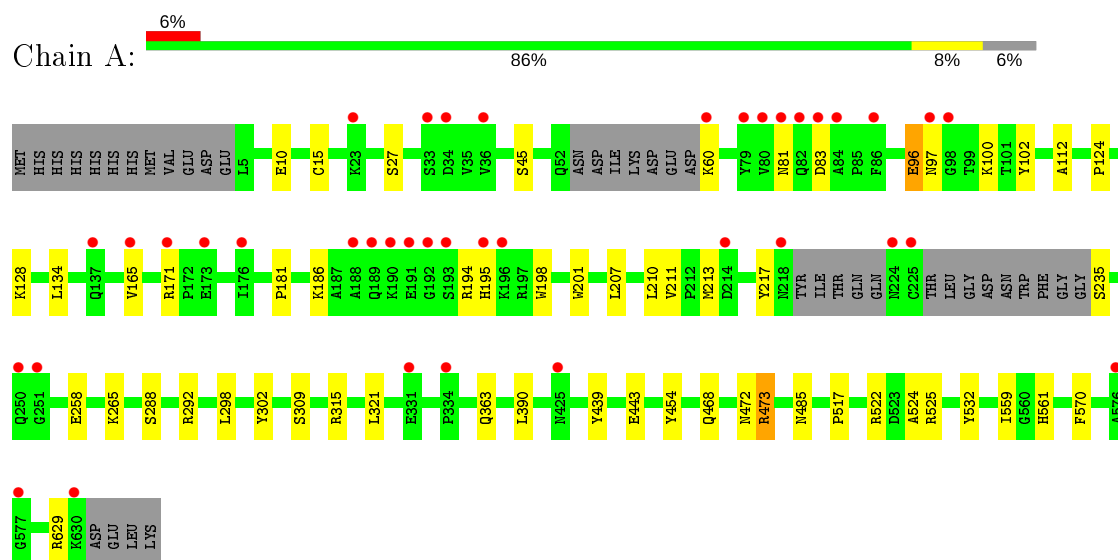 6%
Chain A:
86% 8% 6%
MET HIS HIS HIS HIS HIS HIS MET VAL GLU ASP GLU L5 E10 C15 K23 S27 S33 D34 V35 V36 S45 Q52 ASN ASP ILE LYS ASP GLU ASP K60 Y79 V80 N81 Q82 D83 A84 P85 F86 E96 N97 G98 T99 K100 T101 Y102 A112 P124
K128 L134 Q137 V165 R171 P172 E173 I176 P181 K186 A187 A188 Q189 K190 E191 G192 S193 R194 H195 K196 R197 W198 W201 L207 L210 V211 P212 M213 D214 Y217 N218 TYR ILE THR GLN GLN N224 C225 THR LEU GLY ASP ASN TRP PHE GLY GLY S235
Q250 G251 E258 K265 S288 R292 L298 Y302 S309 R315 L321 E331 P334 Q363 L390 N425 Y439 E443 Y454 Q468 N472 R473 N485 P517 R522 D523 A524 R525 Y532 I559 G560 H561 F570 A576
G577 R629 K630 ASP GLU LEU LYS